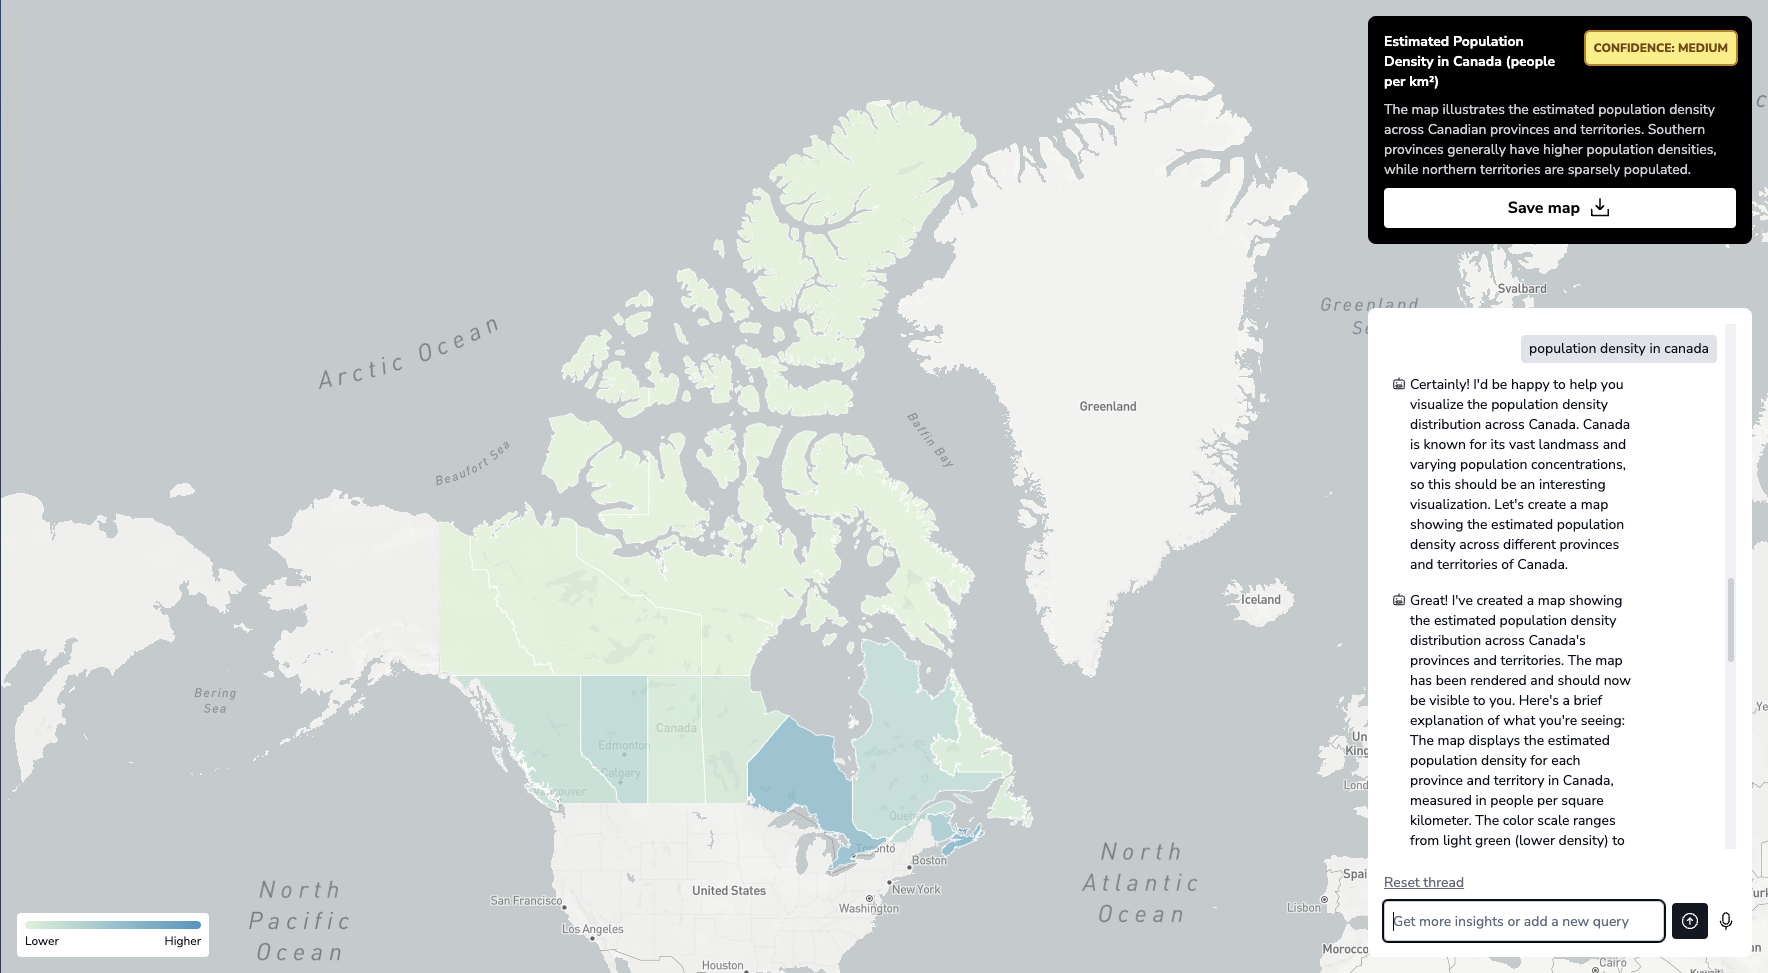 Estimated Population
Density in Canada (people
per km²)
CONFIDENCE: MEDIUM
The map illustrates the estimated population density
across Canadian provinces and territories. Southern
provinces generally have higher population densities,
while northern territories are sparsely populated.
Save map
Svalbard
Greenland
Arctic Ocean
Beaufort Sea
Baffin Bay
Greenland
Iceland
Bering
Sea
Canada
Edmonton
Calgary
Vancouver
Quebec
Toronto
Boston
New York
Washington
United States
San Francisco
Los Angeles
Houston
North
Pacific
Ocean
North
Atlantic
Ocean
Lisbon
Morocco
Cairo
Lower
Higher
population density in canada
Certainly! I'd be happy to help you
visualize the population density
distribution across Canada. Canada
is known for its vast landmass and
varying population concentrations,
so this should be an interesting
visualization. Let's create a map
showing the estimated population
density across different provinces
and territories of Canada.
Great! I've created a map showing
the estimated population density
distribution across Canada's
provinces and territories. The map
has been rendered and should now
be visible to you. Here's a brief
explanation of what you're seeing:
The map displays the estimated
population density for each
province and territory in Canada,
measured in people per square
kilometer. The color scale ranges
from light green (lower density) to
Reset thread
Get more insights or add a new query